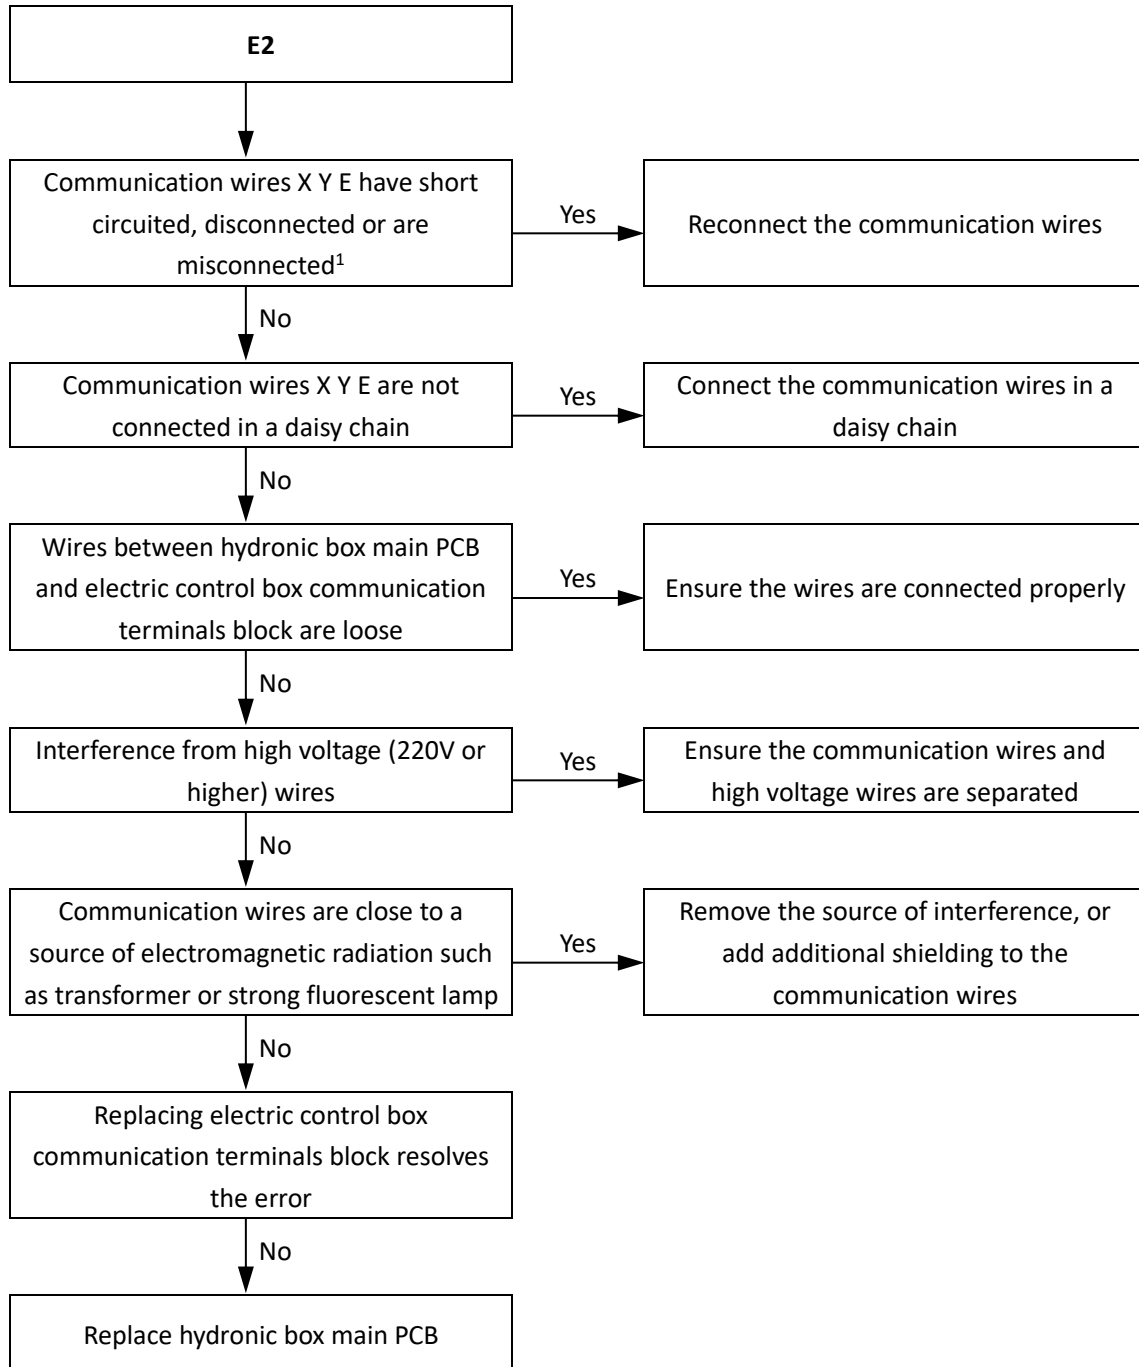 E2
Communication wires X Y E have short
circuited, disconnected or are
misconnected¹
Yes
Reconnect the communication wires
No
Communication wires X Y E are not
connected in a daisy chain
Yes
Connect the communication wires in a
daisy chain
No
Wires between hydronic box main PCB
and electric control box communication
terminals block are loose
Yes
Ensure the wires are connected properly
No
Interference from high voltage (220V or
higher) wires
Yes
Ensure the communication wires and
high voltage wires are separated
No
Communication wires are close to a
source of electromagnetic radiation such
as transformer or strong fluorescent lamp
Yes
Remove the source of interference, or
add additional shielding to the
communication wires
No
Replacing electric control box
communication terminals block resolves
the error
No
Replace hydronic box main PCB